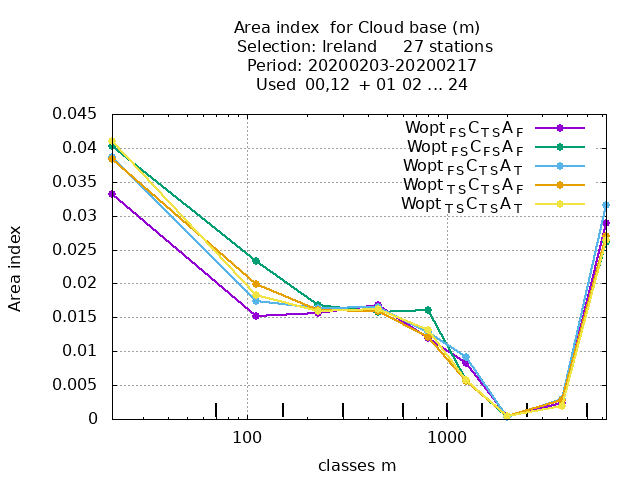 Area index  for Cloud base (m)
Selection: Ireland     27 stations
Period: 20200203-20200217
Used  00,12  + 01 02 ... 24
Wopt FS C TS A F
Wopt FS C FS A F
Wopt FS C TS A T
Wopt TS C TS A F
Wopt TS C TS A T
0.045
0.04
0.035
0.03
0.025
0.02
0.015
0.01
0.005
0
Area index
100 1000
classes m